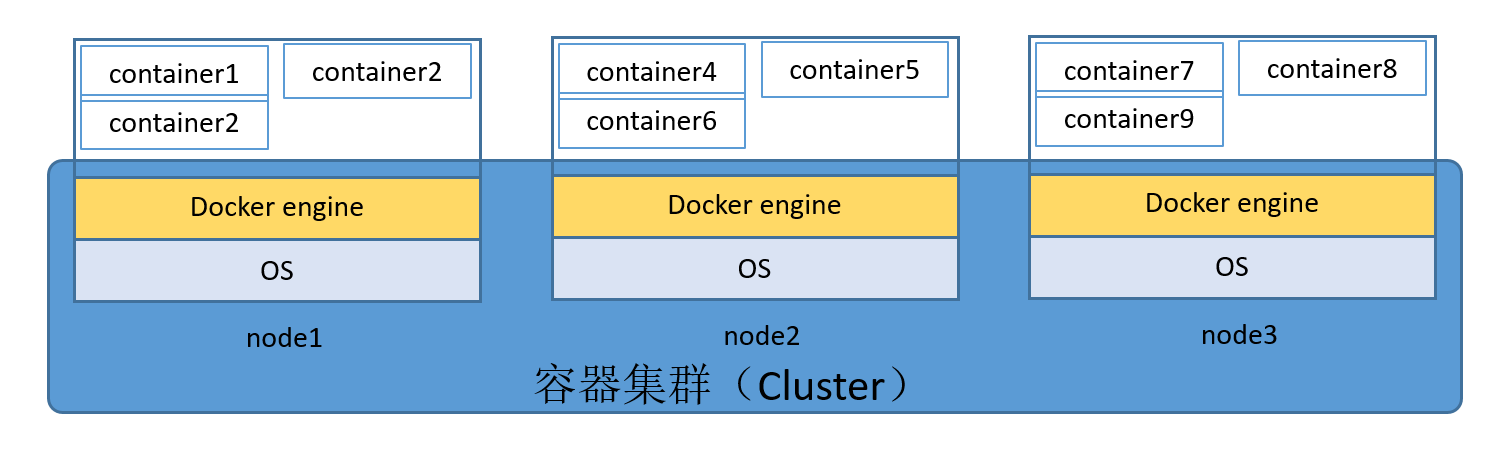 container1
container2
container2
Docker engine
OS
node1
container4
container5
container6
Docker engine
OS
node2
container7
container8
container9
Docker engine
OS
node3
容器集群（Cluster）